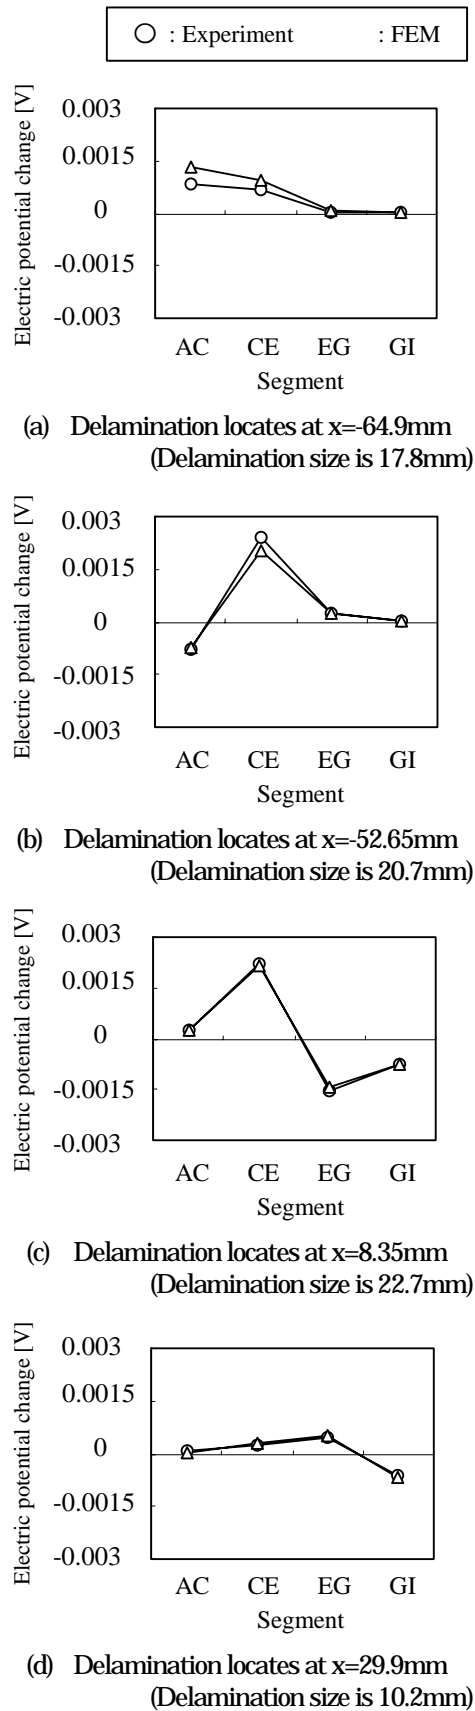 : Experiment : FEM
Electric potential change [V]
0.003
0.0015
0
-0.0015
-0.003
AC CE EG GI
Segment
(a) Delamination locates at x=-64.9mm
(Delamination size is 17.8mm)
Electric potential change [V]
0.003
0.0015
0
-0.0015
-0.003
AC CE EG GI
Segment
(b) Delamination locates at x=-52.65mm
(Delamination size is 20.7mm)
Electric potential change [V]
0.003
0.0015
0
-0.0015
-0.003
AC CE EG GI
Segment
(c) Delamination locates at x=8.35mm
(Delamination size is 22.7mm)
Electric potential change [V]
0.003
0.0015
0
-0.0015
-0.003
AC CE EG GI
Segment
(d) Delamination locates at x=29.9mm
(Delamination size is 10.2mm)